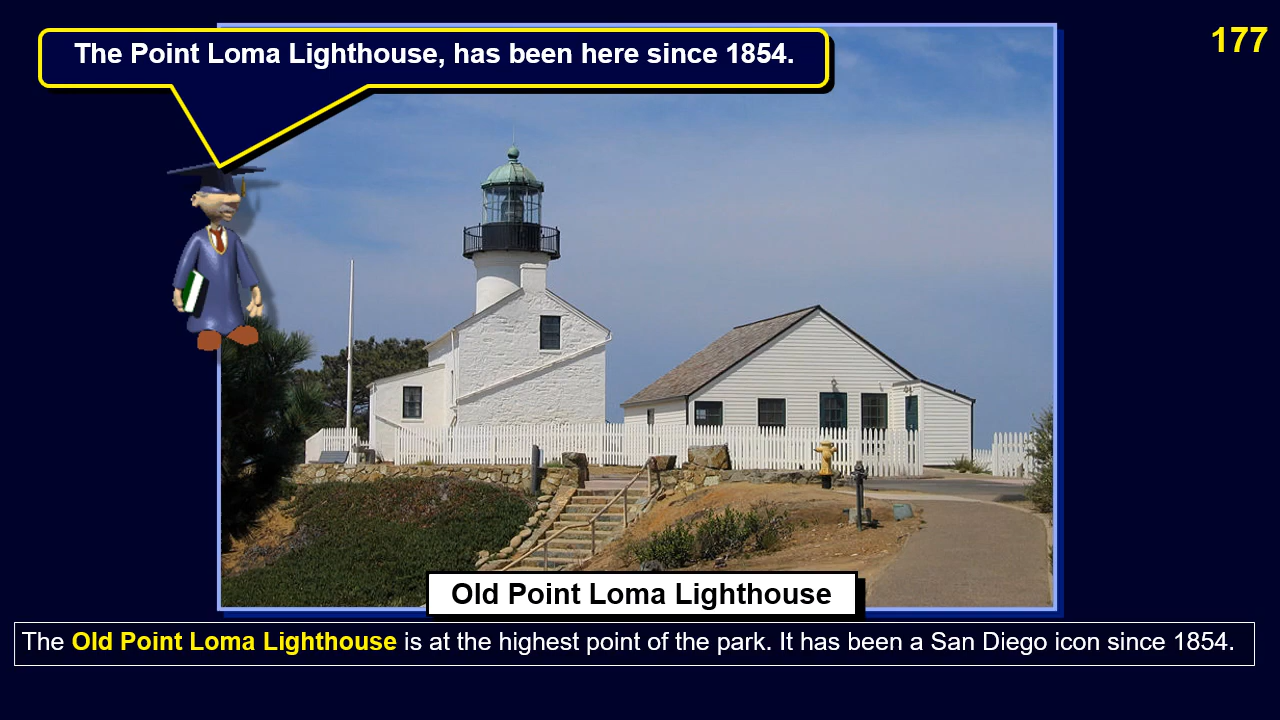 The Point Loma Lighthouse, has been here since 1854.
177
Old Point Loma Lighthouse
The Old Point Loma Lighthouse is at the highest point of the park. It has been a San Diego icon since 1854.